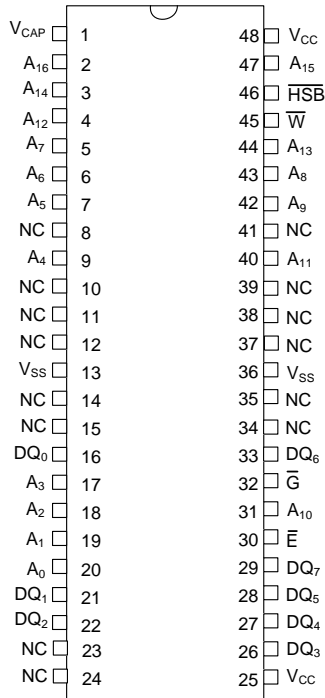 V_CAP 1 48 V_CC
A_16 2 47 A_15
A_14 3 46 H̅S̅B̅
A_12 4 45 W̅
A_7 5 44 A_13
A_6 6 43 A_8
A_5 7 42 A_9
NC 8 41 NC
A_4 9 40 A_11
NC 10 39 NC
NC 11 38 NC
NC 12 37 NC
V_SS 13 36 V_SS
NC 14 35 NC
NC 15 34 NC
DQ_0 16 33 DQ_6
A_3 17 32 G̅
A_2 18 31 A_10
A_1 19 30 E̅
A_0 20 29 DQ_7
DQ_1 21 28 DQ_5
DQ_2 22 27 DQ_4
NC 23 26 DQ_3
NC 24 25 V_CC